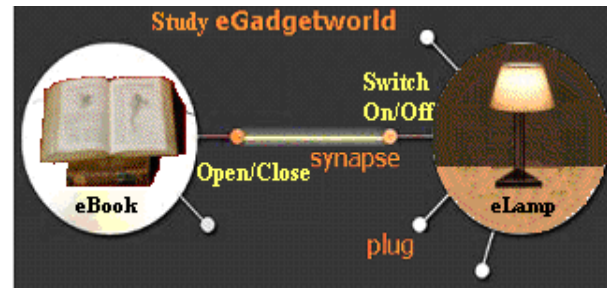 Study eGadgetworld
Switch
On/Off
synapse
Open/Close
eBook
eLamp
plug